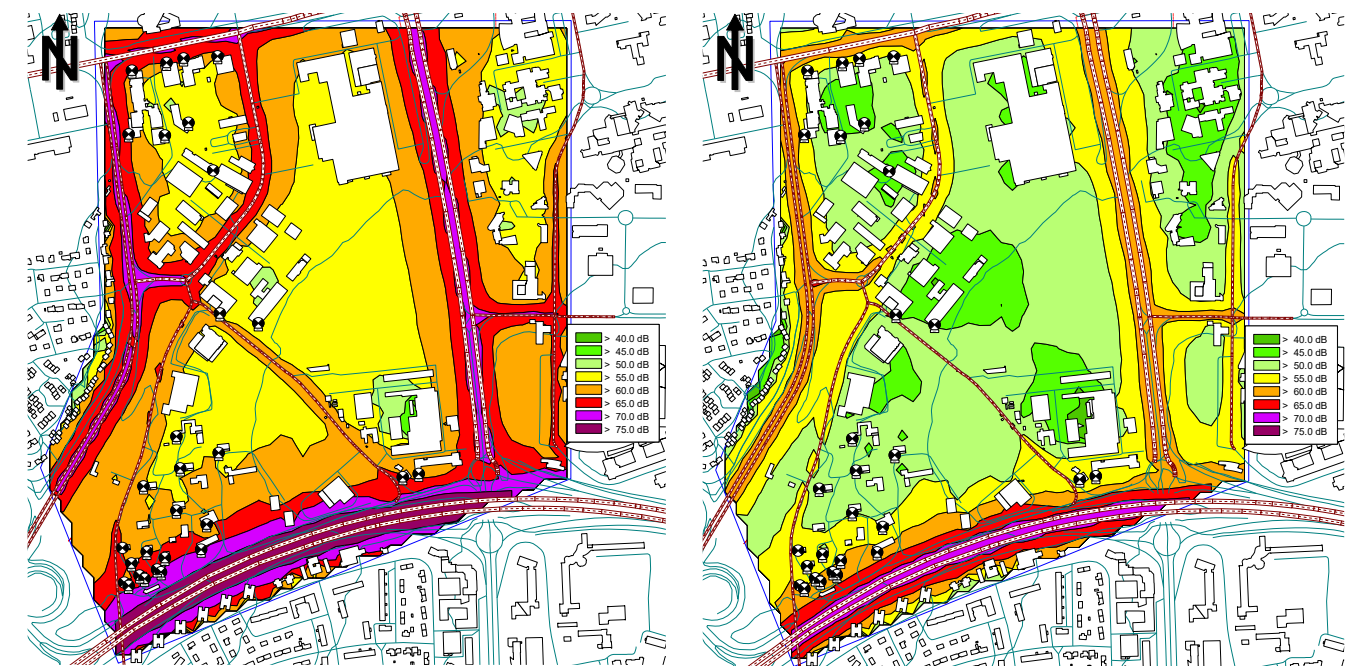 N
> 40.0 dB
> 45.0 dB
> 50.0 dB
> 55.0 dB
> 60.0 dB
> 65.0 dB
> 70.0 dB
> 75.0 dB
N
> 40.0 dB
> 45.0 dB
> 50.0 dB
> 55.0 dB
> 60.0 dB
> 65.0 dB
> 70.0 dB
> 75.0 dB